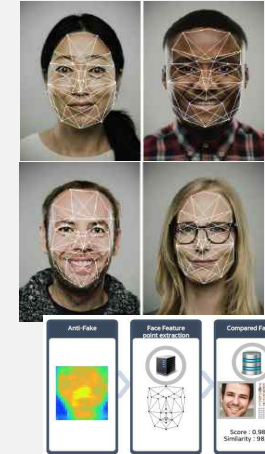 Anti-Fake
Face Feature
point extraction
Compared Fa
Score : 0.98
Similarity : 98